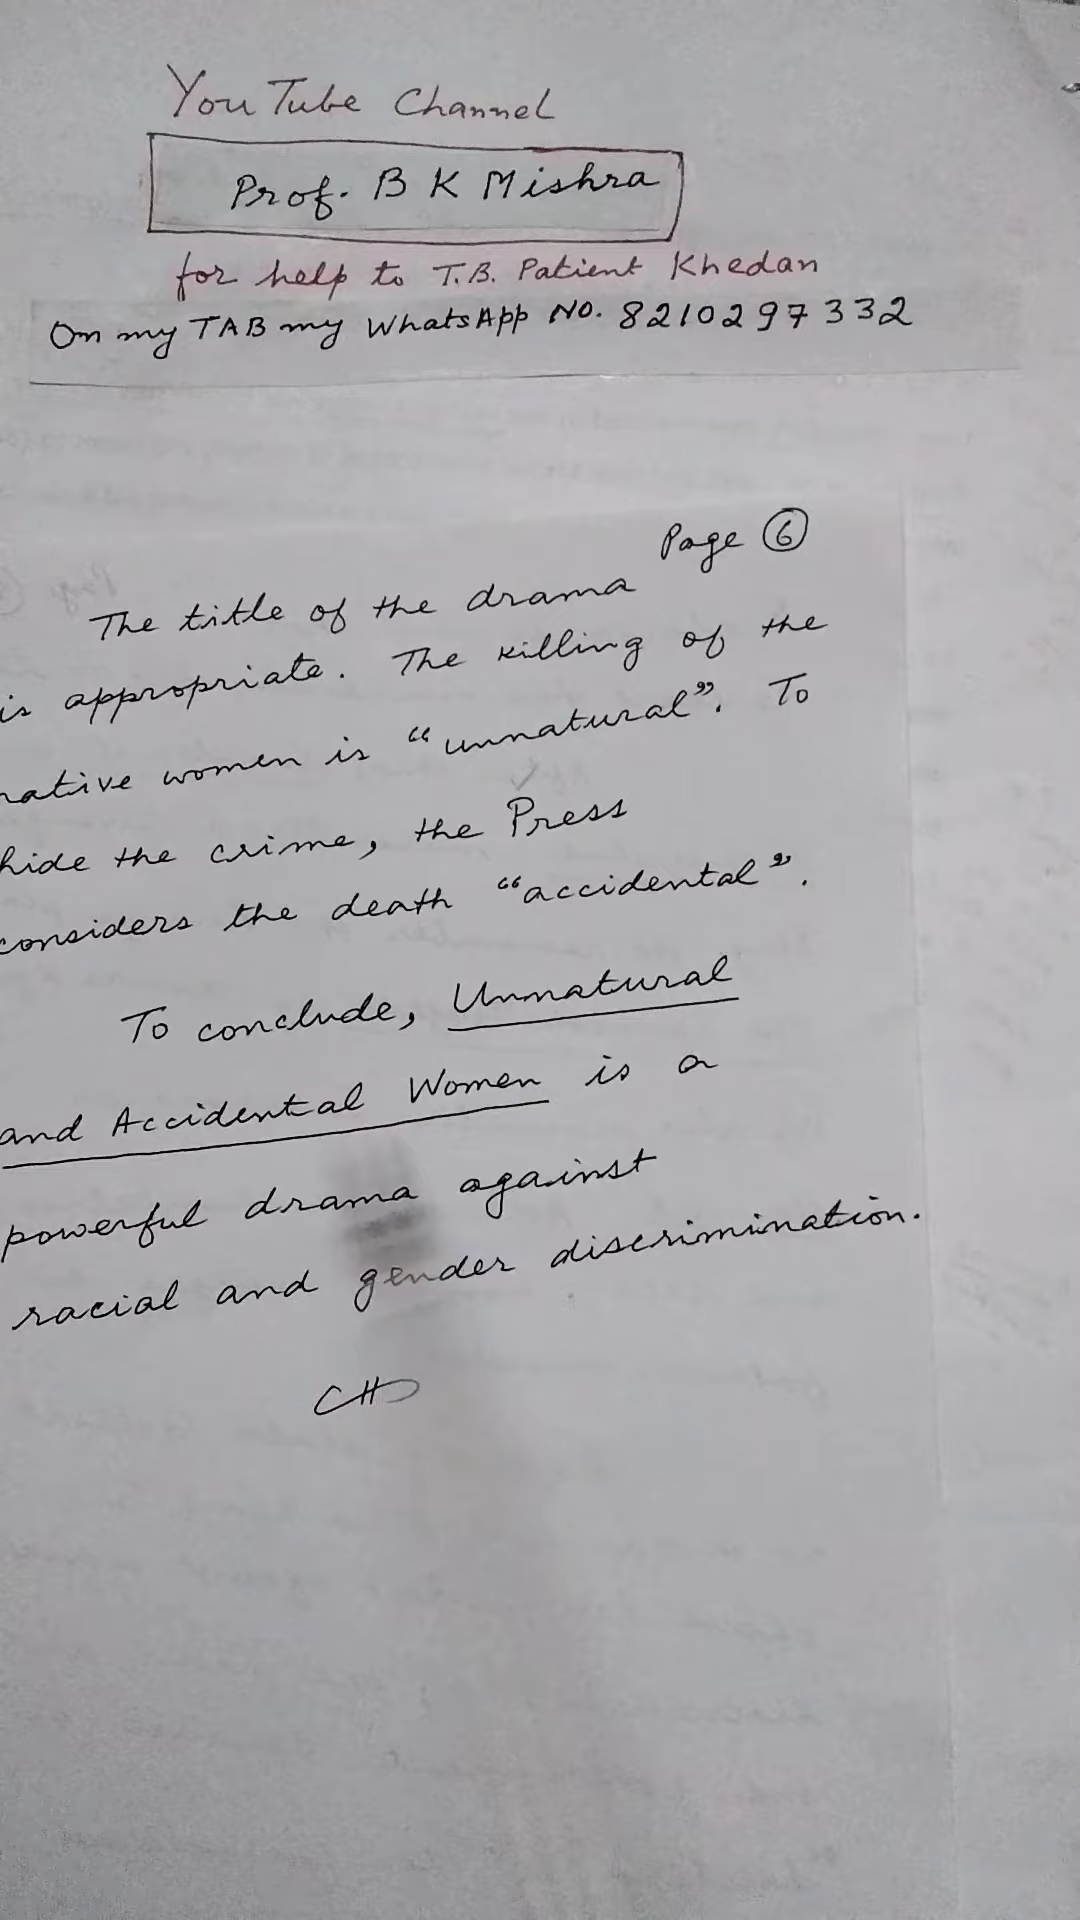 YouTube Channel
Prof. B K Mishra
for help to T.B. Patient Khedan
On my TAB my WhatsApp No. 8210297332
Page 6
The title of the drama
is appropriate. The killing of the
native women is "unnatural". To
hide the crime, the Press
considers the death "accidental".
To conclude, Unnatural
and Accidental Women is a
powerful drama against
racial and gender discrimination.